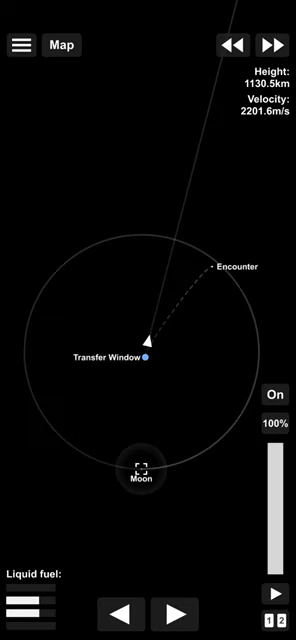 Map
Height:
1130.5km
Velocity:
2201.6m/s
Encounter
Transfer Window
On
100%
Moon
Liquid fuel:
1 2